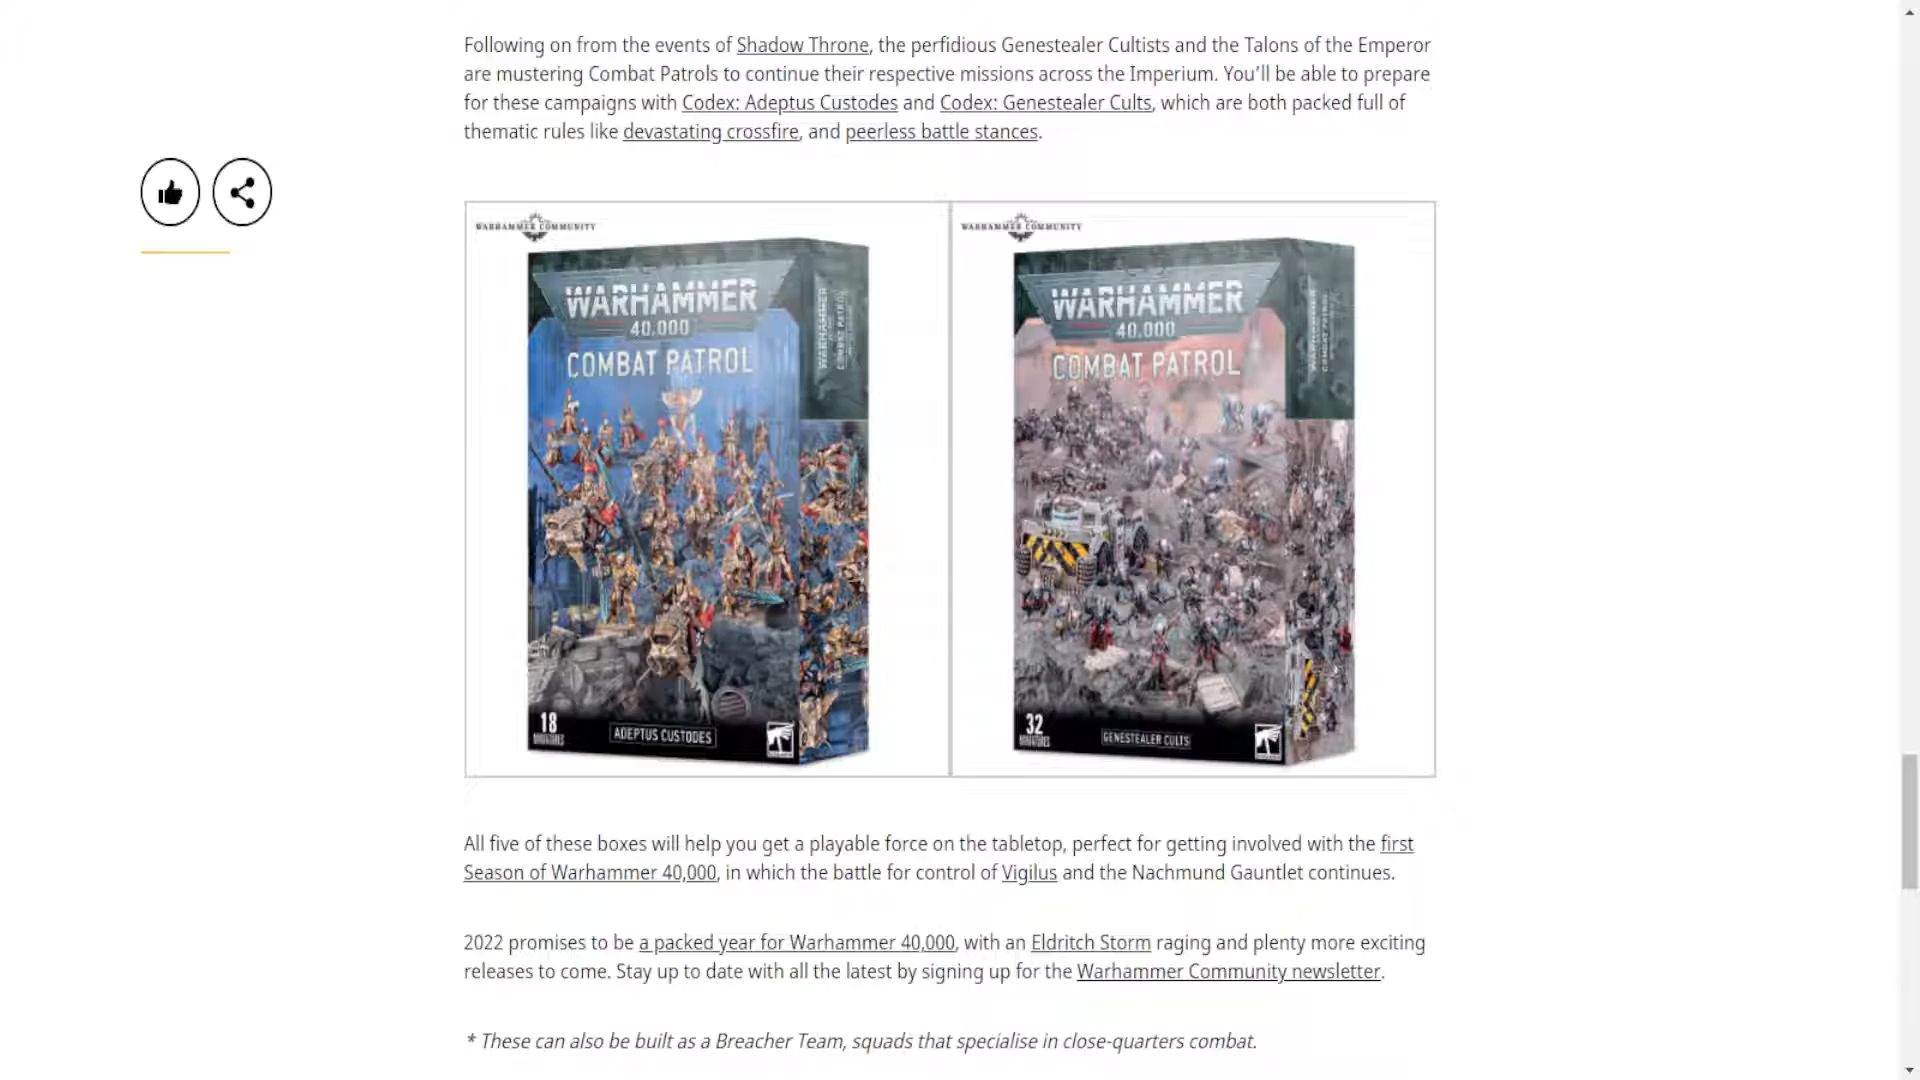 Following on from the events of Shadow Throne, the perfidious Genestealer Cultists and the Talons of the Emperor
are mustering Combat Patrols to continue their respective missions across the Imperium. You’ll be able to prepare
for these campaigns with Codex: Adeptus Custodes and Codex: Genestealer Cults, which are both packed full of
thematic rules like devastating crossfire, and peerless battle stances.
WARHAMMER COMMUNITY
WARHAMMER
40,000
COMBAT PATROL
WARHAMMER
COMBAT PATROL
18
MINIATURES
ADEPTUS CUSTODES
WARHAMMER COMMUNITY
WARHAMMER
40,000
COMBAT PATROL
WARHAMMER
COMBAT PATROL
32
MINIATURES
GENESTEALER CULTS
All five of these boxes will help you get a playable force on the tabletop, perfect for getting involved with the first
Season of Warhammer 40,000, in which the battle for control of Vigilus and the Nachmund Gauntlet continues.
2022 promises to be a packed year for Warhammer 40,000, with an Eldritch Storm raging and plenty more exciting
releases to come. Stay up to date with all the latest by signing up for the Warhammer Community newsletter.
* These can also be built as a Breacher Team, squads that specialise in close-quarters combat.